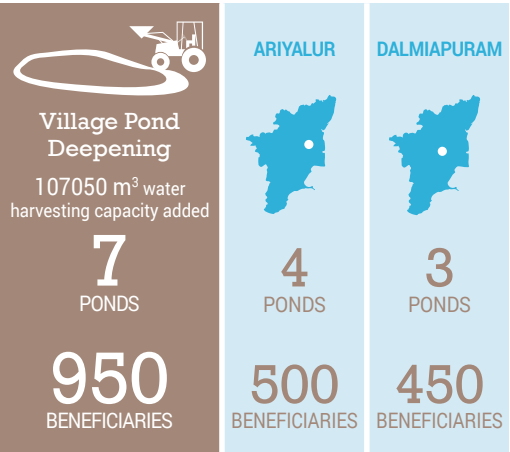 Village Pond
Deepening
107050 m³ water
harvesting capacity added
7
PONDS
950
BENEFICIARIES
ARIYALUR
4
PONDS
500
BENEFICIARIES
DALMIAPURAM
3
PONDS
450
BENEFICIARIES